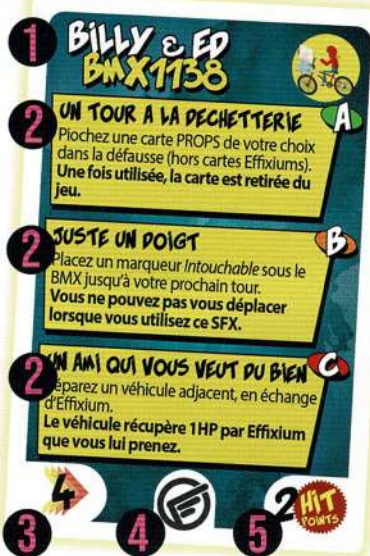 1
BILLY & ED
BMX1138
2
UN TOUR A LA DECHETTERIE
A
Piochez une carte PROPS de votre choix
dans la défausse (hors cartes Effixiums).
Une fois utilisée, la carte est retirée du
jeu.
2
JUSTE UN DOIGT
B
Placez un marqueur Intouchable sous le
BMX jusqu'à votre prochain tour.
Vous ne pouvez pas vous déplacer
lorsque vous utilisez ce SFX.
2
UN AMI QUI VOUS VEUT DU BIEN
C
Réparez un véhicule adjacent, en échange
d'Effixium.
Le véhicule récupère 1HP par Effixium
que vous lui prenez.
4
2
HIT
POINTS
3
4
5